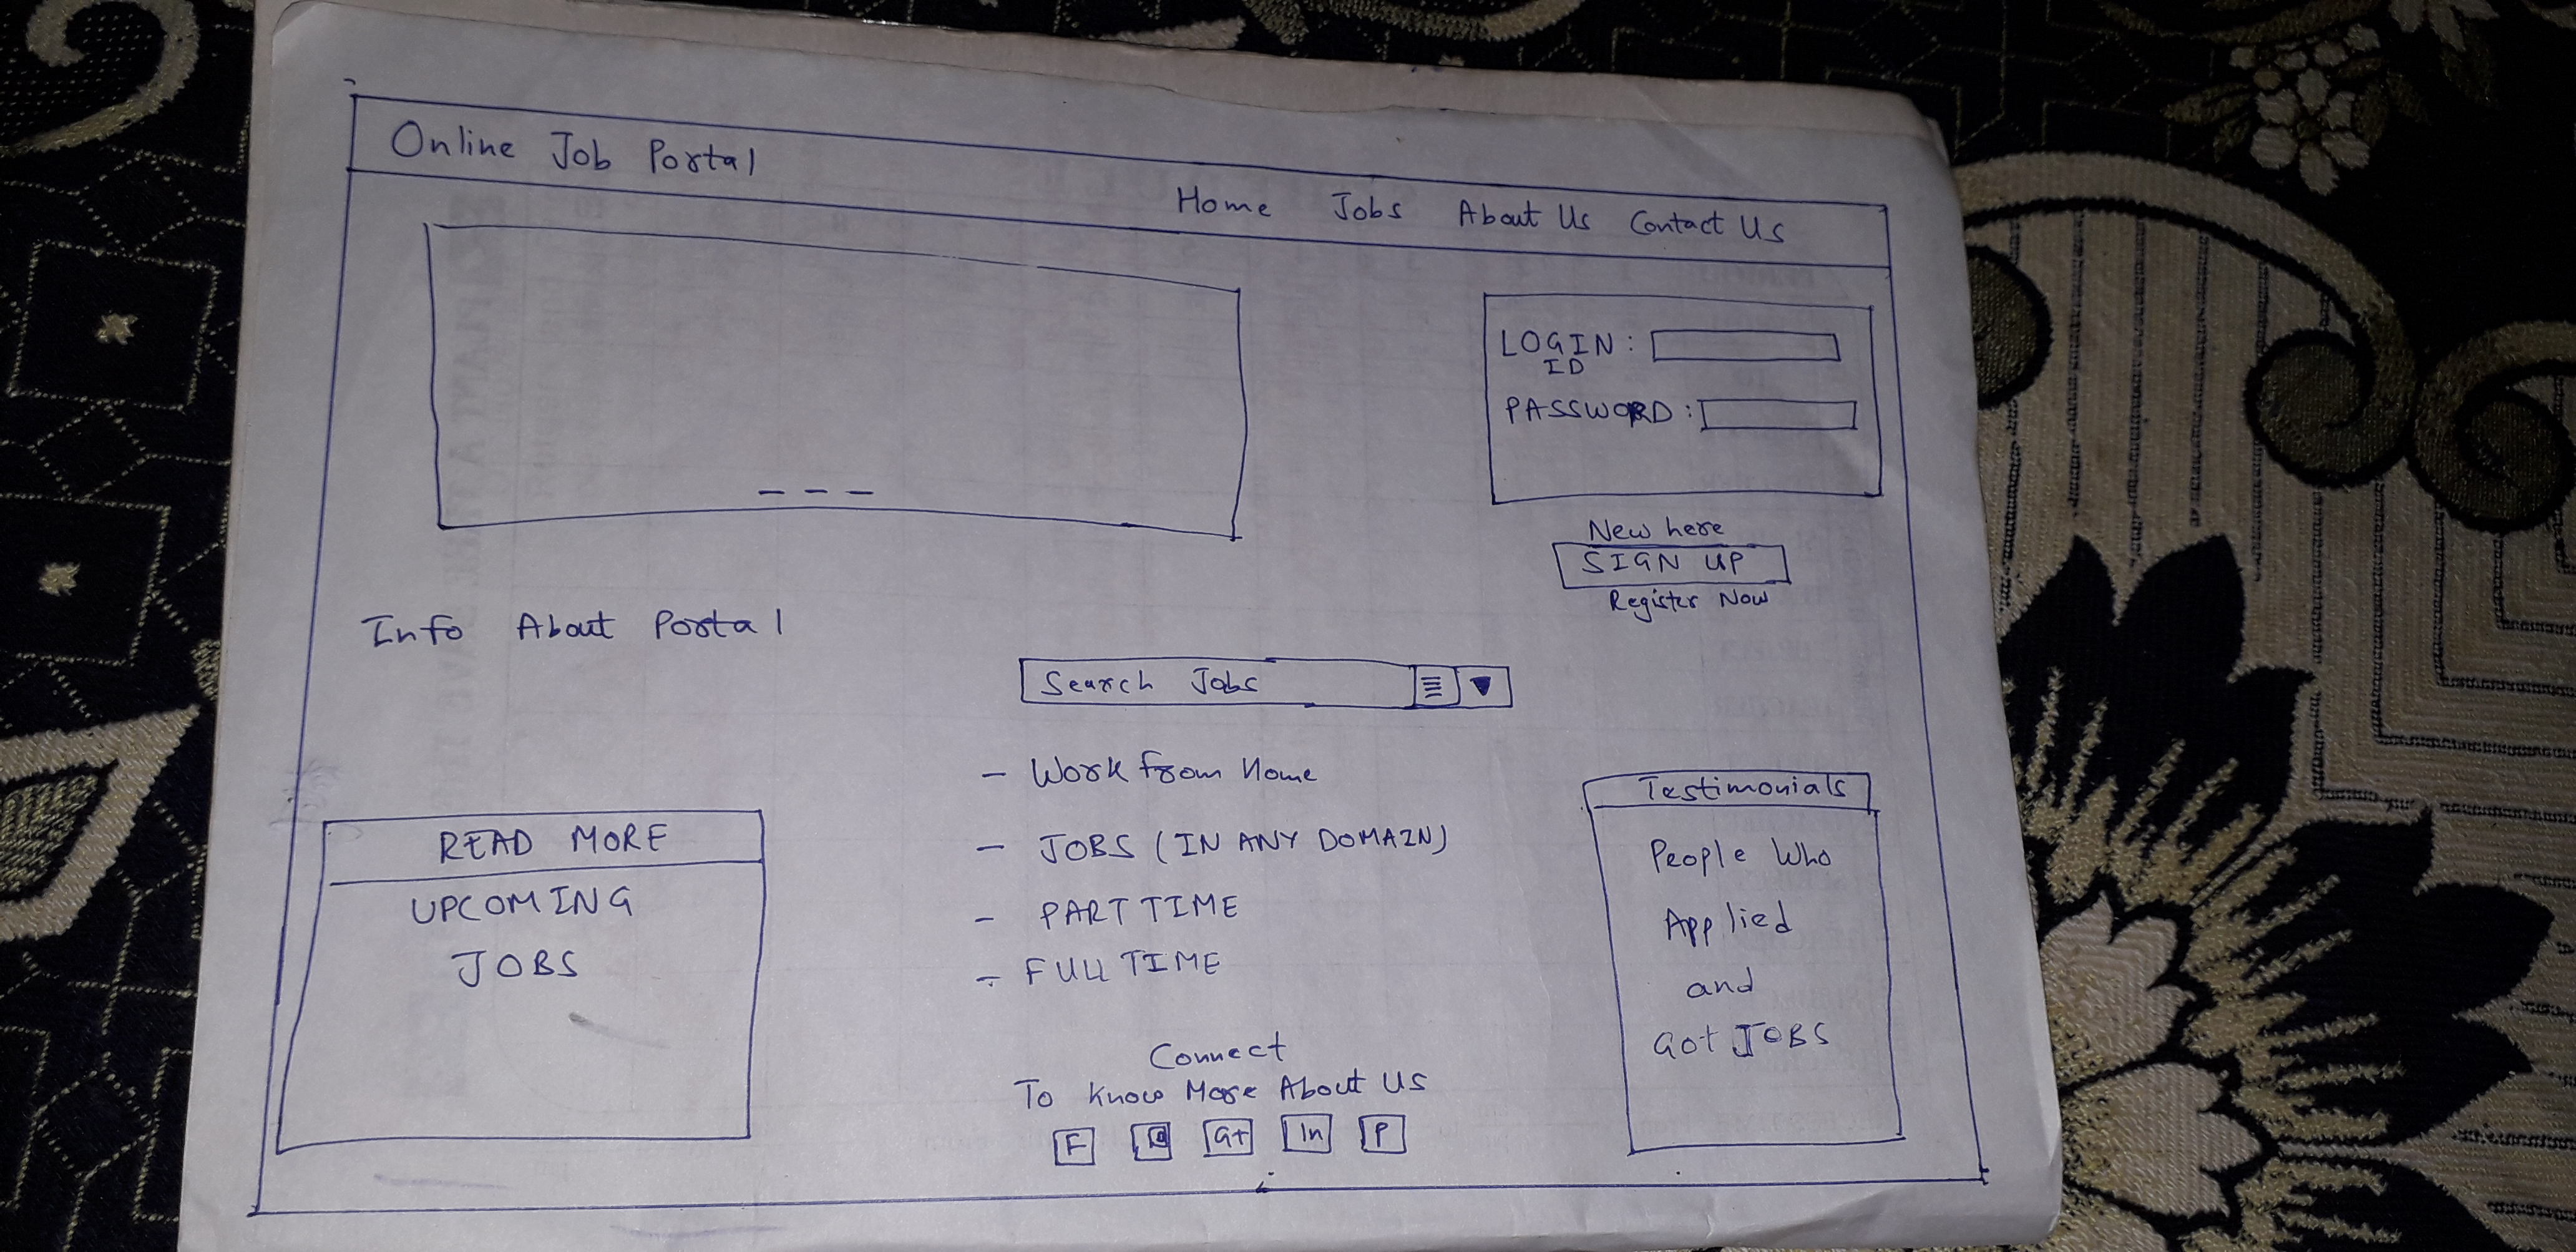 Online Job Portal
Home Jobs About Us Contact Us
LOGIN :
ID
PASSWORD :
New here
SIGN UP
Register Now
Info About Portal
Search Jobs
- Work from Home
- JOBS (IN ANY DOMAIN)
- PART TIME
- FULL TIME
READ MORE
UPCOMING
JOBS
Testimonials
People Who
Applied
and
Got JOBS
Connect
To Know More About Us
F
G+
In
P